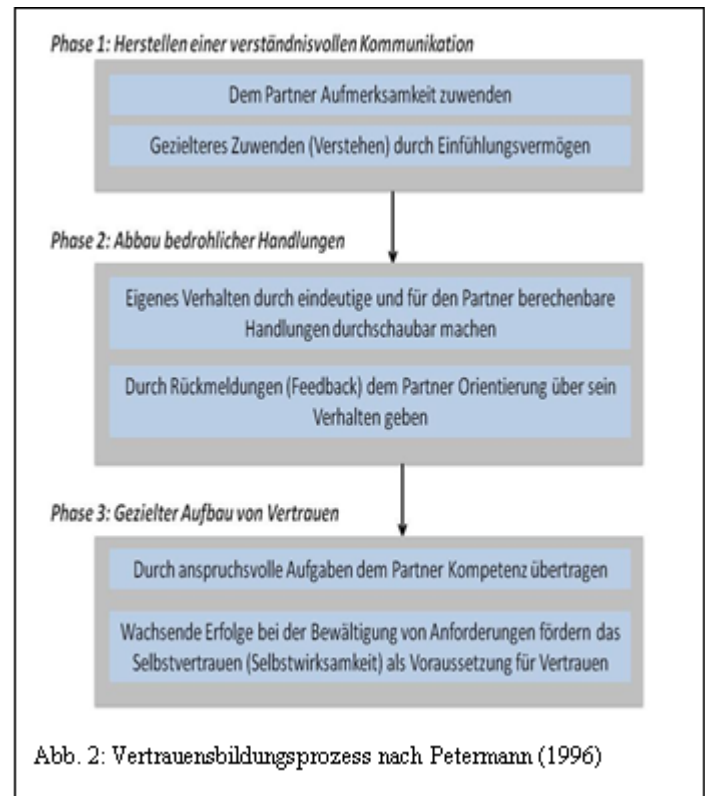 Phase 1: Herstellen einer verständnisvollen Kommunikation
Dem Partner Aufmerksamkeit zuwenden
Gezielteres Zuwenden (Verstehen) durch Einfühlungsvermögen
Phase 2: Abbau bedrohlicher Handlungen
Eigenes Verhalten durch eindeutige und für den Partner berechenbare
Handlungen durchschaubar machen
Durch Rückmeldungen (Feedback) dem Partner Orientierung über sein
Verhalten geben
Phase 3: Gezielter Aufbau von Vertrauen
Durch anspruchsvolle Aufgaben dem Partner Kompetenz übertragen
Wachsende Erfolge bei der Bewältigung von Anforderungen fördern das
Selbstvertrauen (Selbstwirksamkeit) als Voraussetzung für Vertrauen
Abb. 2: Vertrauensbildungsprozess nach Petermann (1996)